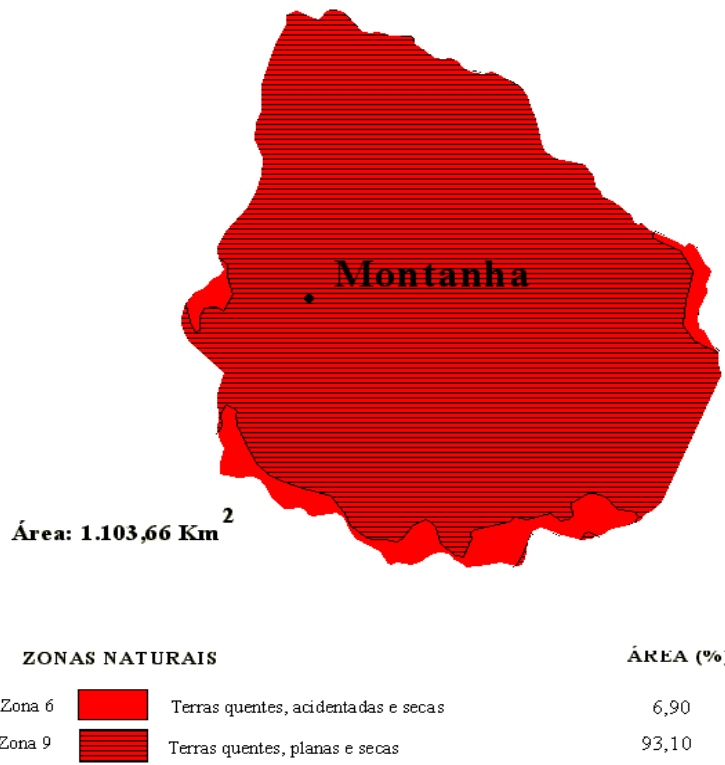 Montanha
Área: 1.103,66 Km²
ZONAS NATURAIS ÁREA (%)
Zona 6 Terras quentes, acidentadas e secas 6,90
Zona 9 Terras quentes, planas e secas 93,10